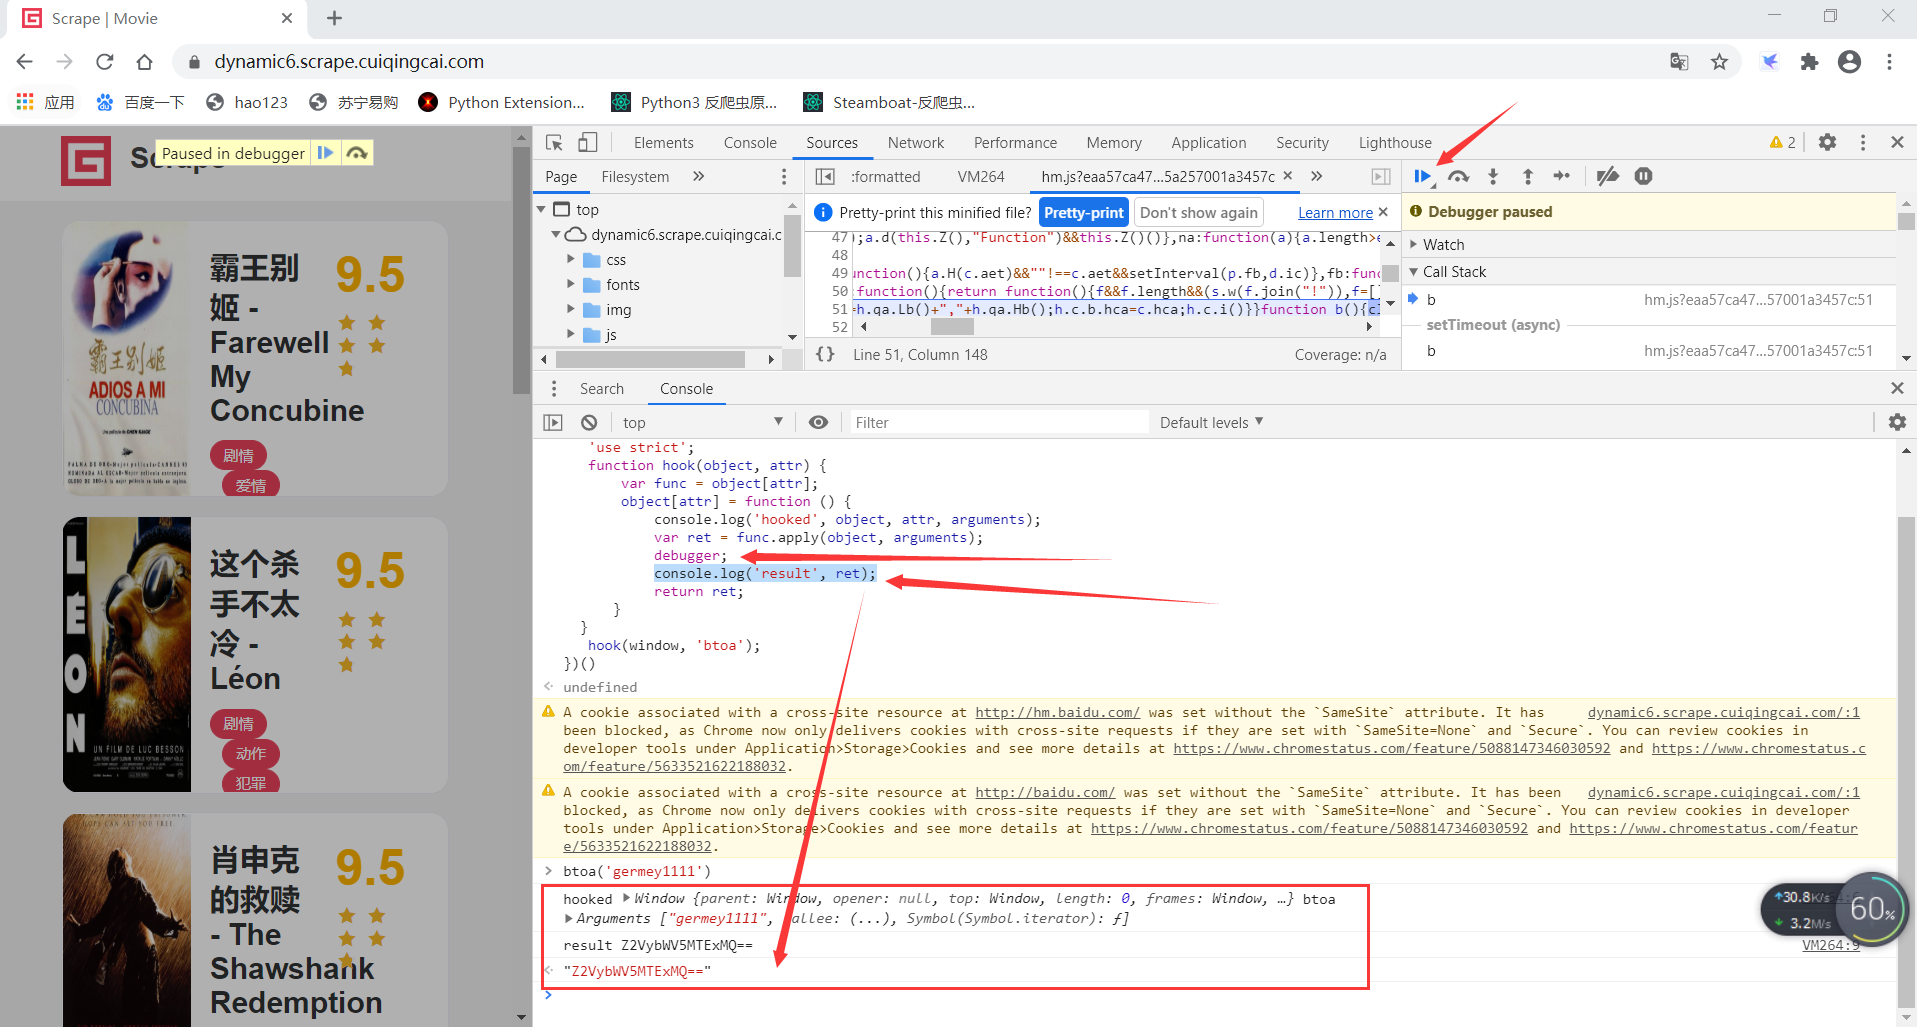 Scrape | Movie
dynamic6.scrape.cuiqingcai.com
应用 百度一下 hao123 苏宁易购 Python Extension... Python3 反爬虫原... Steamboat-反爬虫...
Paused in debugger
Elements Console Sources Network Performance Memory Application Security Lighthouse 2
Page Filesystem »
:formatted VM264 hm.js?eaa57ca47...5a257001a3457c »
top
dynamic6.scrape.cuiqingcai.c
css
fonts
img
js
Pretty-print this minified file? Pretty-print Don't show again Learn more
47 );a.d(this.Z(),"Function")&&this.Z()()},na:function(a){a.length>e
48
49 unction(){a.H(c.aet)&&""!==c.aet&&setInterval(p.fb,d.ic)},fb:func
50 function(){return function(){f&&f.length&&(s.w(f.join("!")),f=[]
51 =h.qa.Lb()+","+h.qa.Hb();h.c.b.hca=c.hca;h.c.i()}}function b(){c
52
{} Line 51, Column 148 Coverage: n/a
Debugger paused
Watch
Call Stack
b hm.js?eaa57ca47...57001a3457c:51
setTimeout (async)
b hm.js?eaa57ca47...57001a3457c:51
Search Console
top Filter Default levels
'use strict';
function hook(object, attr) {
var func = object[attr];
object[attr] = function () {
console.log('hooked', object, attr, arguments);
var ret = func.apply(object, arguments);
debugger;
console.log('result', ret);
return ret;
}
}
hook(window, 'btoa');
})()
undefined
A cookie associated with a cross-site resource at http://hm.baidu.com/ was set without the `SameSite` attribute. It has dynamic6.scrape.cuiqingcai.com/:1
been blocked, as Chrome now only delivers cookies with cross-site requests if they are set with `SameSite=None` and `Secure`. You can review cookies in
developer tools under Application>Storage>Cookies and see more details at https://www.chromestatus.com/feature/5088147346030592 and https://www.chromestatus.c
om/feature/5633521622188032.
A cookie associated with a cross-site resource at http://baidu.com/ was set without the `SameSite` attribute. It has been dynamic6.scrape.cuiqingcai.com/:1
blocked, as Chrome now only delivers cookies with cross-site requests if they are set with `SameSite=None` and `Secure`. You can review cookies in developer
tools under Application>Storage>Cookies and see more details at https://www.chromestatus.com/feature/5088147346030592 and https://www.chromestatus.com/featur
e/5633521622188032.
btoa('germey1111')
hooked Window {parent: Window, opener: null, top: Window, length: 0, frames: Window, …} btoa
Arguments ["germey1111", callee: (...), Symbol(Symbol.iterator): ƒ]
result Z2VybWV5MTExMQ== VM264:9
"Z2VybWV5MTExMQ=="
30.8K/s
3.2M/s
60%
霸王别
姬 -
Farewell
My
Concubine
9.5
剧情
爱情
霸王别姬
ADIOS A MI
CONCUBINA
这个杀
手不太
冷 -
Léon
9.5
剧情
动作
犯罪
LÉON
UN FILM DE LUC BESSON
肖申克
的救赎
- The
Shawshank
Redemption
9.5